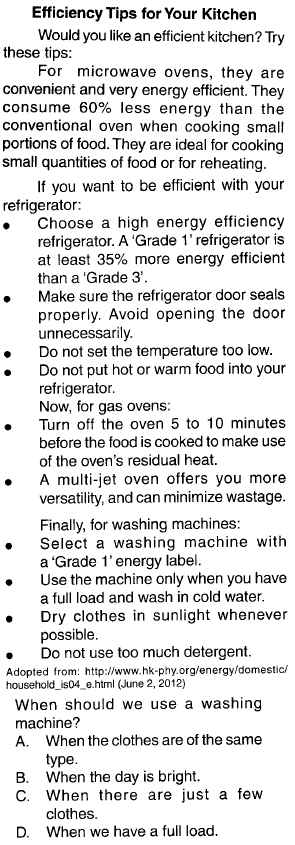 Efficiency Tips for Your Kitchen
Would you like an efficient kitchen? Try
these tips:
For microwave ovens, they are
convenient and very energy efficient. They
consume 60% less energy than the
conventional oven when cooking small
portions of food. They are ideal for cooking
small quantities of food or for reheating.
If you want to be efficient with your
refrigerator:
• Choose a high energy efficiency
refrigerator. A ‘Grade 1’ refrigerator is
at least 35% more energy efficient
than a ‘Grade 3’.
• Make sure the refrigerator door seals
properly. Avoid opening the door
unnecessarily.
• Do not set the temperature too low.
• Do not put hot or warm food into your
refrigerator.
Now, for gas ovens:
• Turn off the oven 5 to 10 minutes
before the food is cooked to make use
of the oven's residual heat.
• A multi-jet oven offers you more
versatility, and can minimize wastage.
Finally, for washing machines:
• Select a washing machine with
a ‘Grade 1’ energy label.
• Use the machine only when you have
a full load and wash in cold water.
• Dry clothes in sunlight whenever
possible.
• Do not use too much detergent.
Adopted from: http://www.hk-phy.org/energy/domestic/
household_is04_e.html (June 2, 2012)
When should we use a washing
machine?
A. When the clothes are of the same
type.
B. When the day is bright.
C. When there are just a few
clothes.
D. When we have a full load.